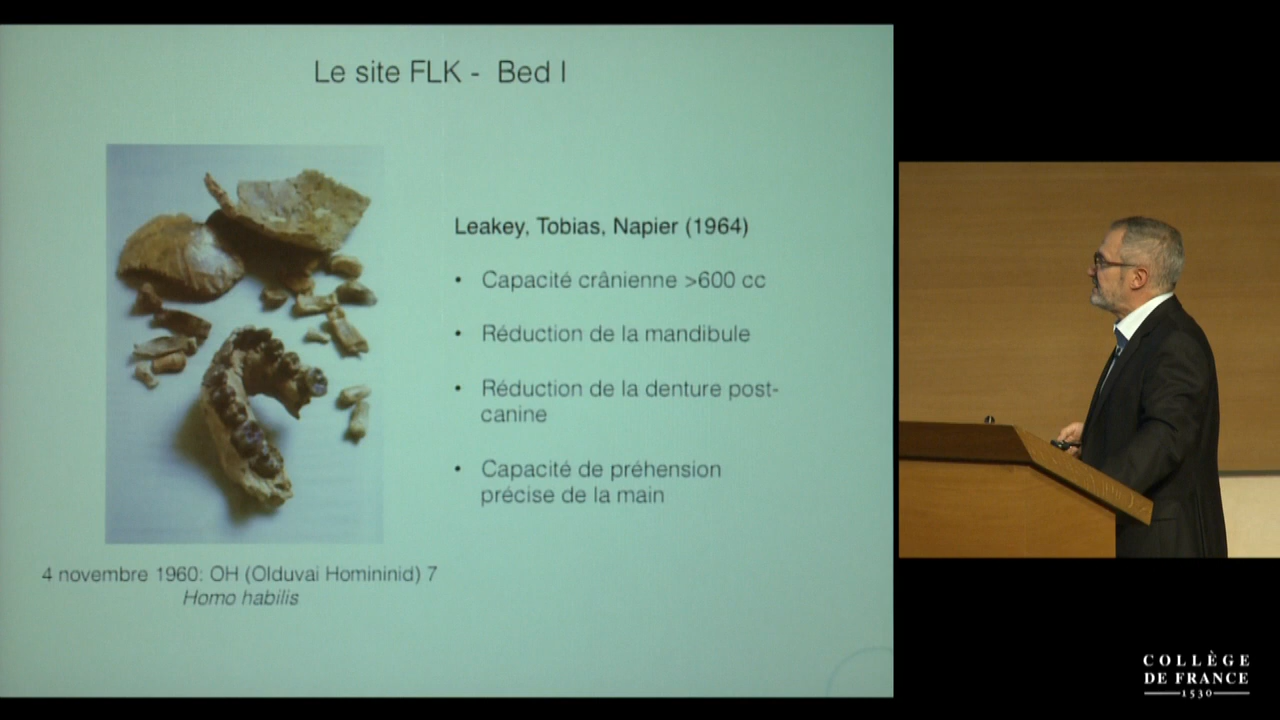 Le site FLK - Bed I
Leakey, Tobias, Napier (1964)
• Capacité crânienne >600 cc
• Réduction de la mandibule
• Réduction de la denture post-
canine
• Capacité de préhension
précise de la main
4 novembre 1960: OH (Olduvai Homininid) 7
Homo habilis
COLLÈGE
DE FRANCE
1530